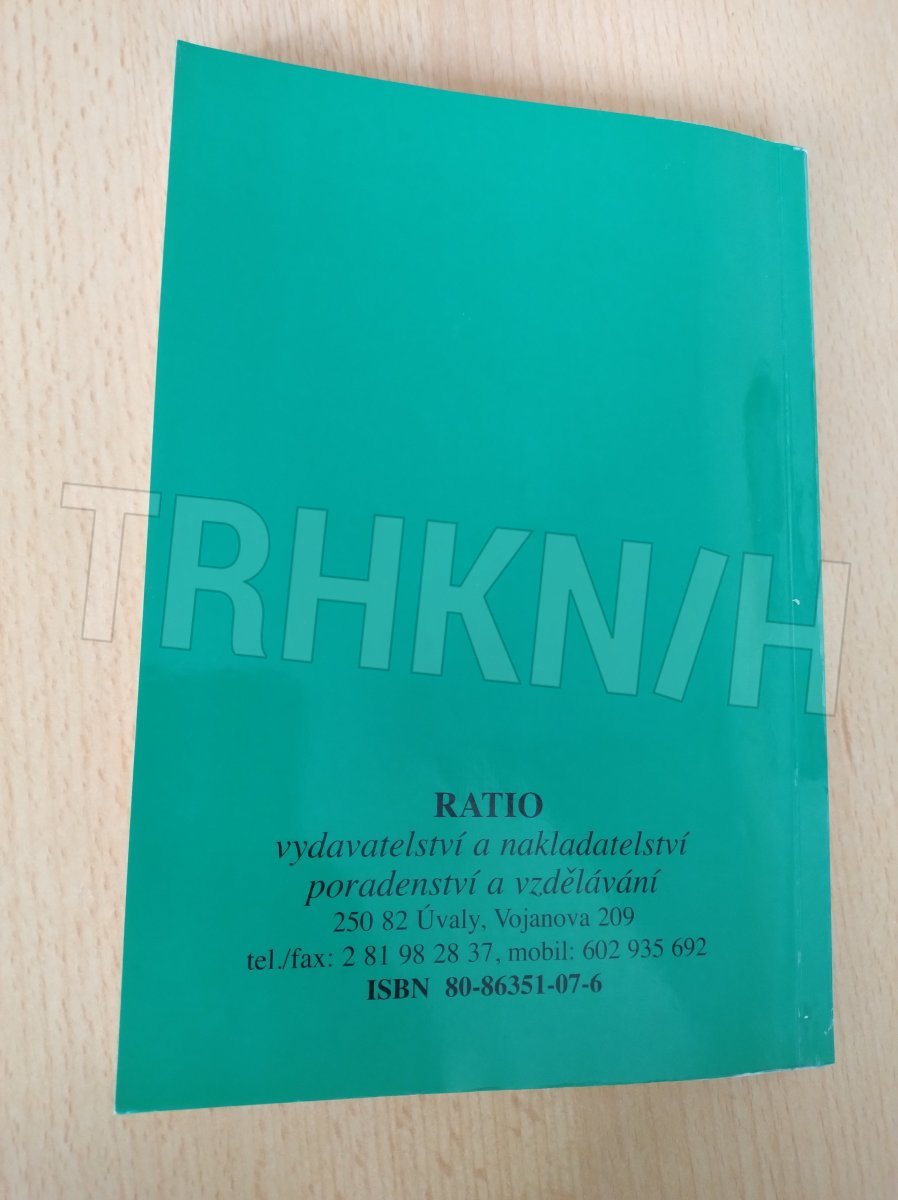 TRHKN/H
RATIO
vydavatelství a nakladatelství
poradenství a vzdělávání
250 82 Úvaly, Vojanova 209
tel./fax: 2 81 98 28 37, mobil: 602 935 692
ISBN 80-86351-07-6